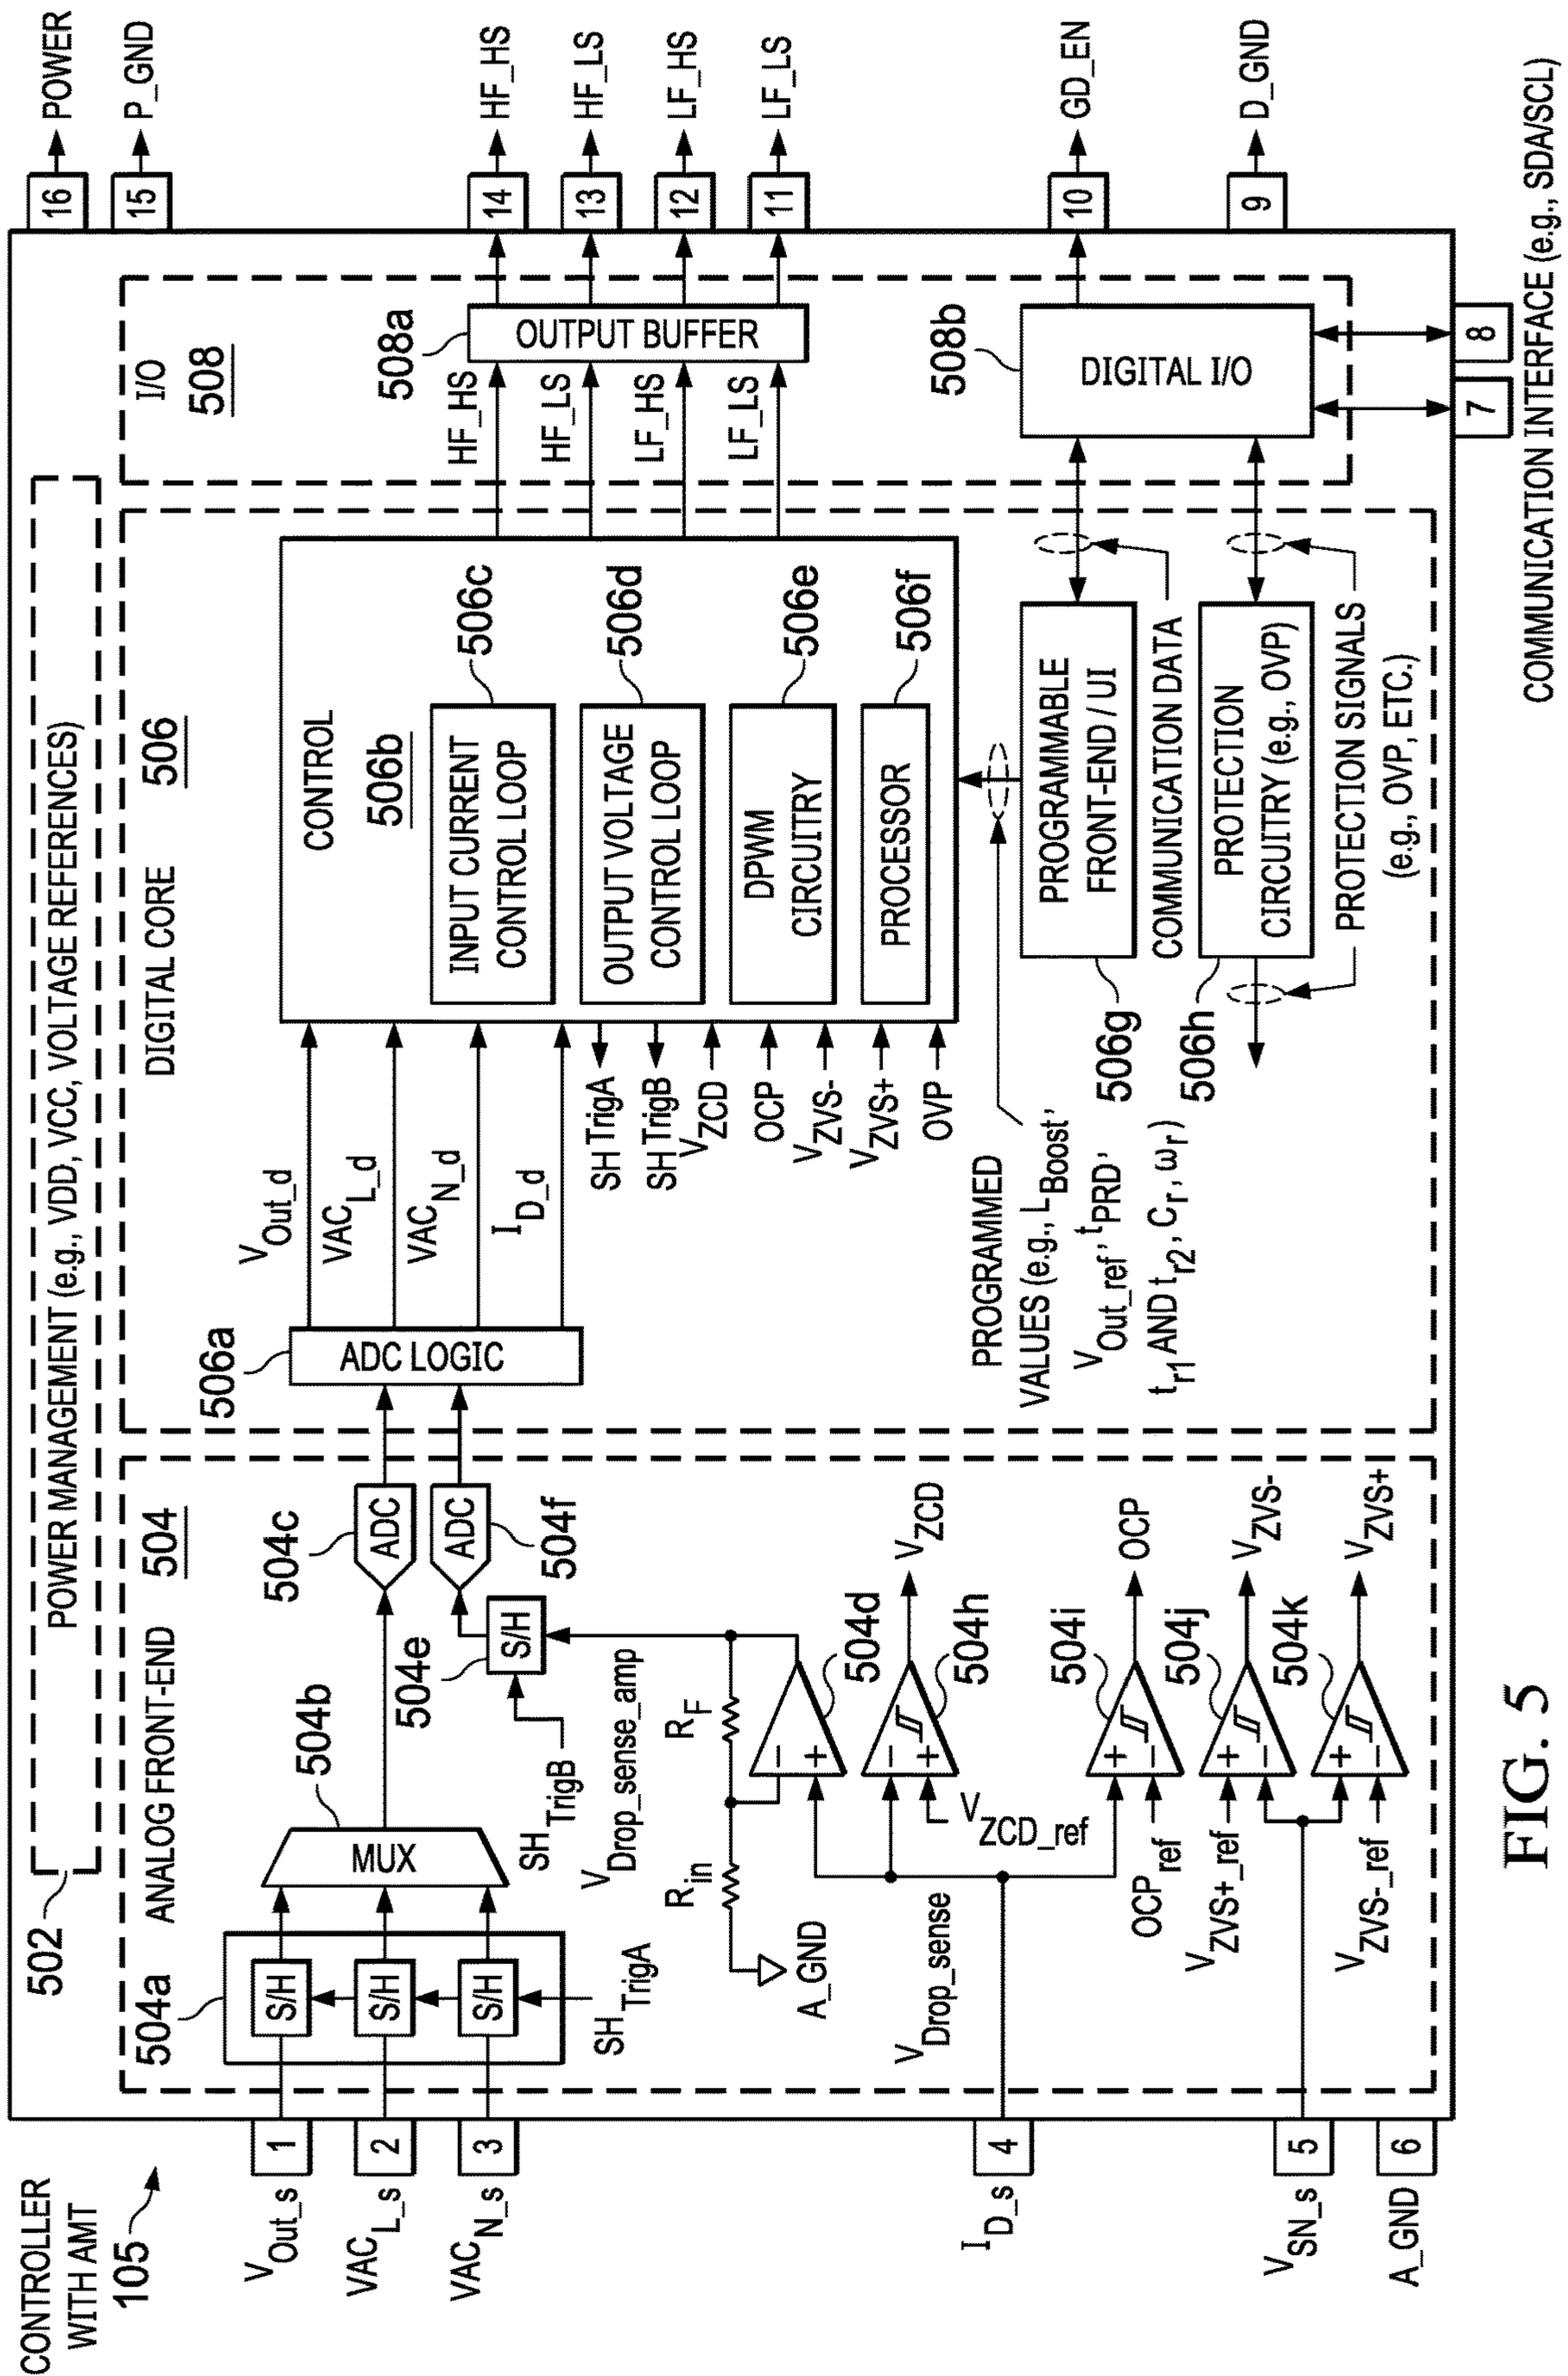 CONTROLLER
WITH AMT
105
POWER MANAGEMENT (e.g., VDD, VCC, VOLTAGE REFERENCES)
502
ANALOG FRONT-END
504
DIGITAL CORE
506
I/O
508
1
V_Out_s
2
VAC_L_s
3
VAC_N_s
4
I_D_s
5
V_SN_s
6
A_GND
504a
S/H
S/H
S/H
SH_TrigA
504b
MUX
504c
ADC
ADC
504f
504e
S/H
SH_TrigB
V_Drop_sense_amp
R_in
R_F
A_GND
−
+
504d
V_Drop_sense
−
+
504h
V_ZCD_ref
V_ZCD
+
−
504i
OCP_ref
OCP
+
−
504j
V_ZVS+_ref
V_ZVS-
+
−
504k
V_ZVS-_ref
V_ZVS+
506a
ADC LOGIC
V_Out_d
VAC_L_d
VAC_N_d
I_D_d
SH_TrigA
SH_TrigB
V_ZCD
OCP
V_ZVS-
V_ZVS+
OVP
CONTROL
506b
INPUT CURRENT
CONTROL LOOP
506c
OUTPUT VOLTAGE
CONTROL LOOP
506d
DPWM
CIRCUITRY
506e
PROCESSOR
506f
PROGRAMMED
VALUES (e.g., L_Boost,
V_Out_ref, t_PRD,
t_r1 AND t_r2, C_r, ω_r)
PROGRAMMABLE
FRONT-END / UI
506g
COMMUNICATION DATA
PROTECTION
CIRCUITRY (e.g., OVP)
506h
PROTECTION SIGNALS
(e.g., OVP, ETC.)
HF_HS
HF_LS
LF_HS
LF_LS
508a
OUTPUT BUFFER
508b
DIGITAL I/O
16
POWER
15
P_GND
14
HF_HS
13
HF_LS
12
LF_HS
11
LF_LS
10
GD_EN
9
D_GND
7
8
COMMUNICATION INTERFACE (e.g., SDA/SCL)
FIG. 5